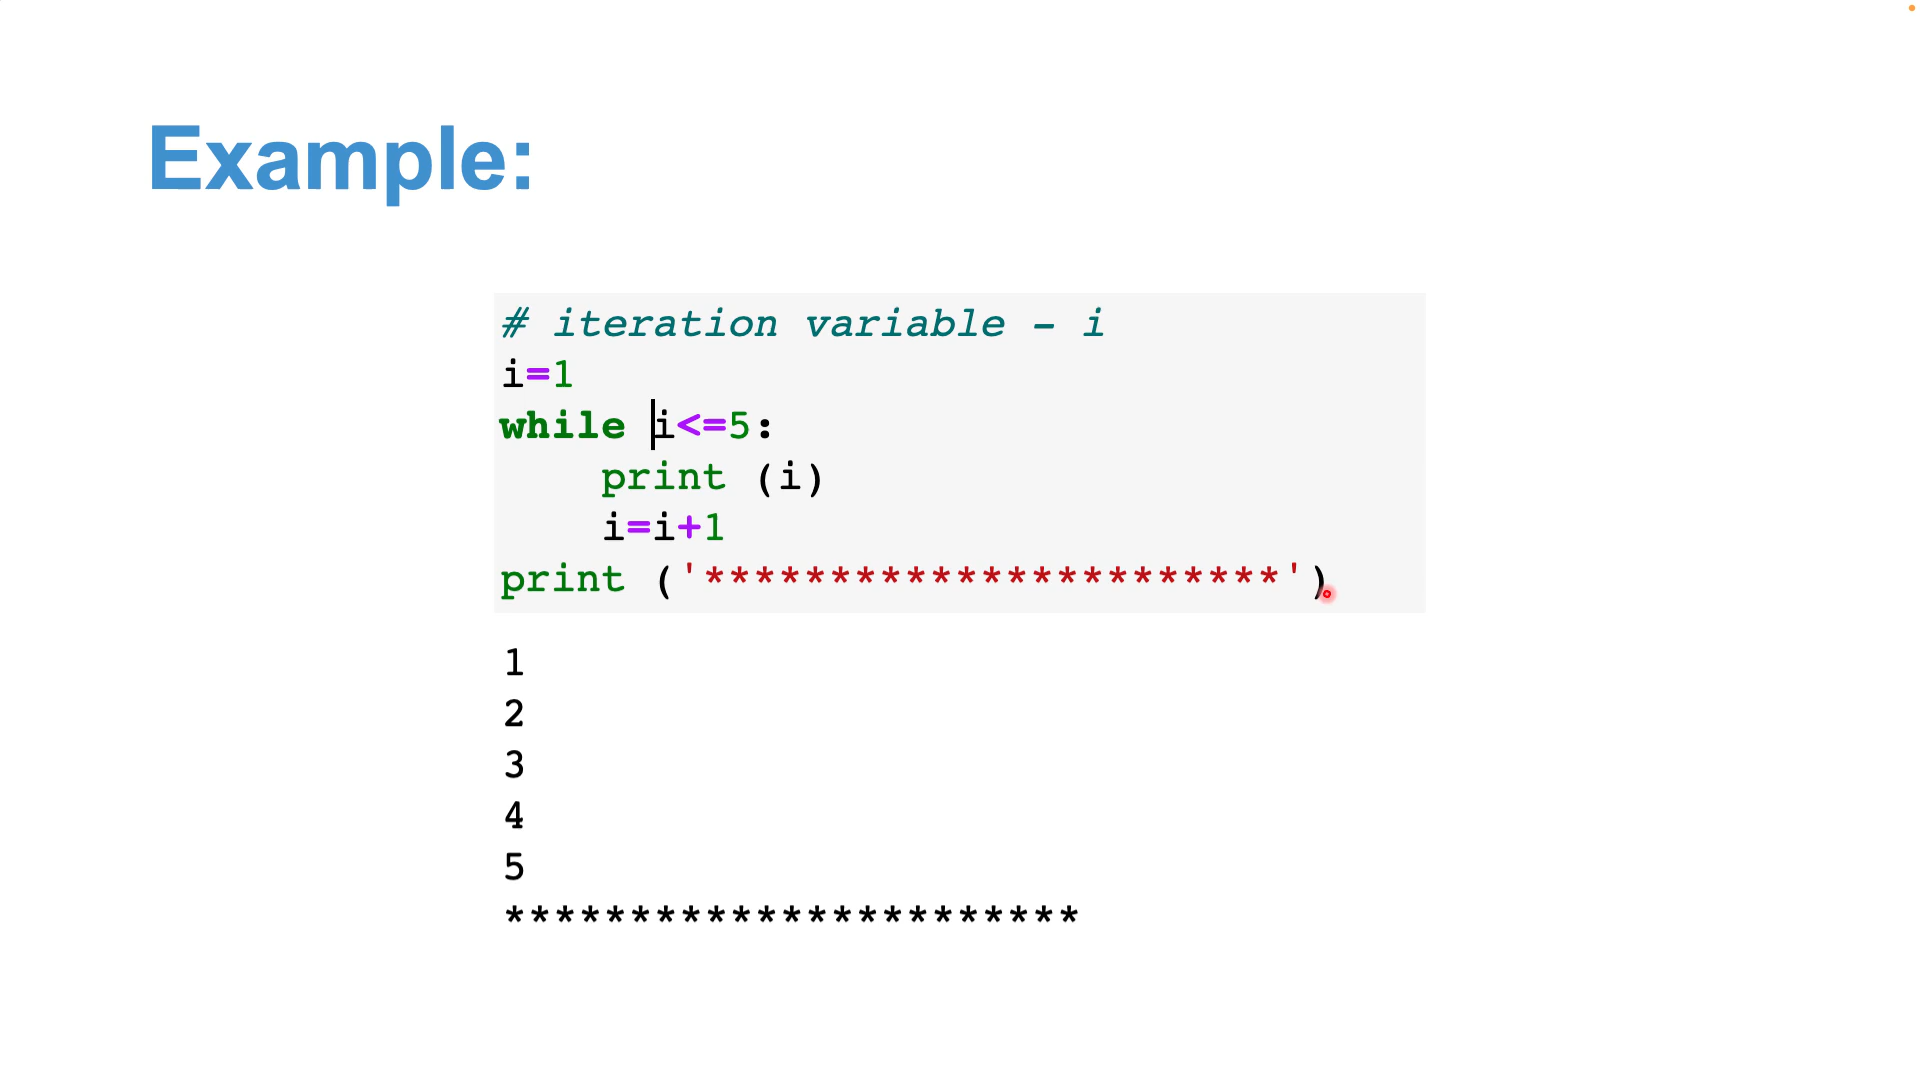 Example:
# iteration variable - i
i=1
while i<=5:
    print (i)
    i=i+1
print ('***********************')
1
2
3
4
5
***********************